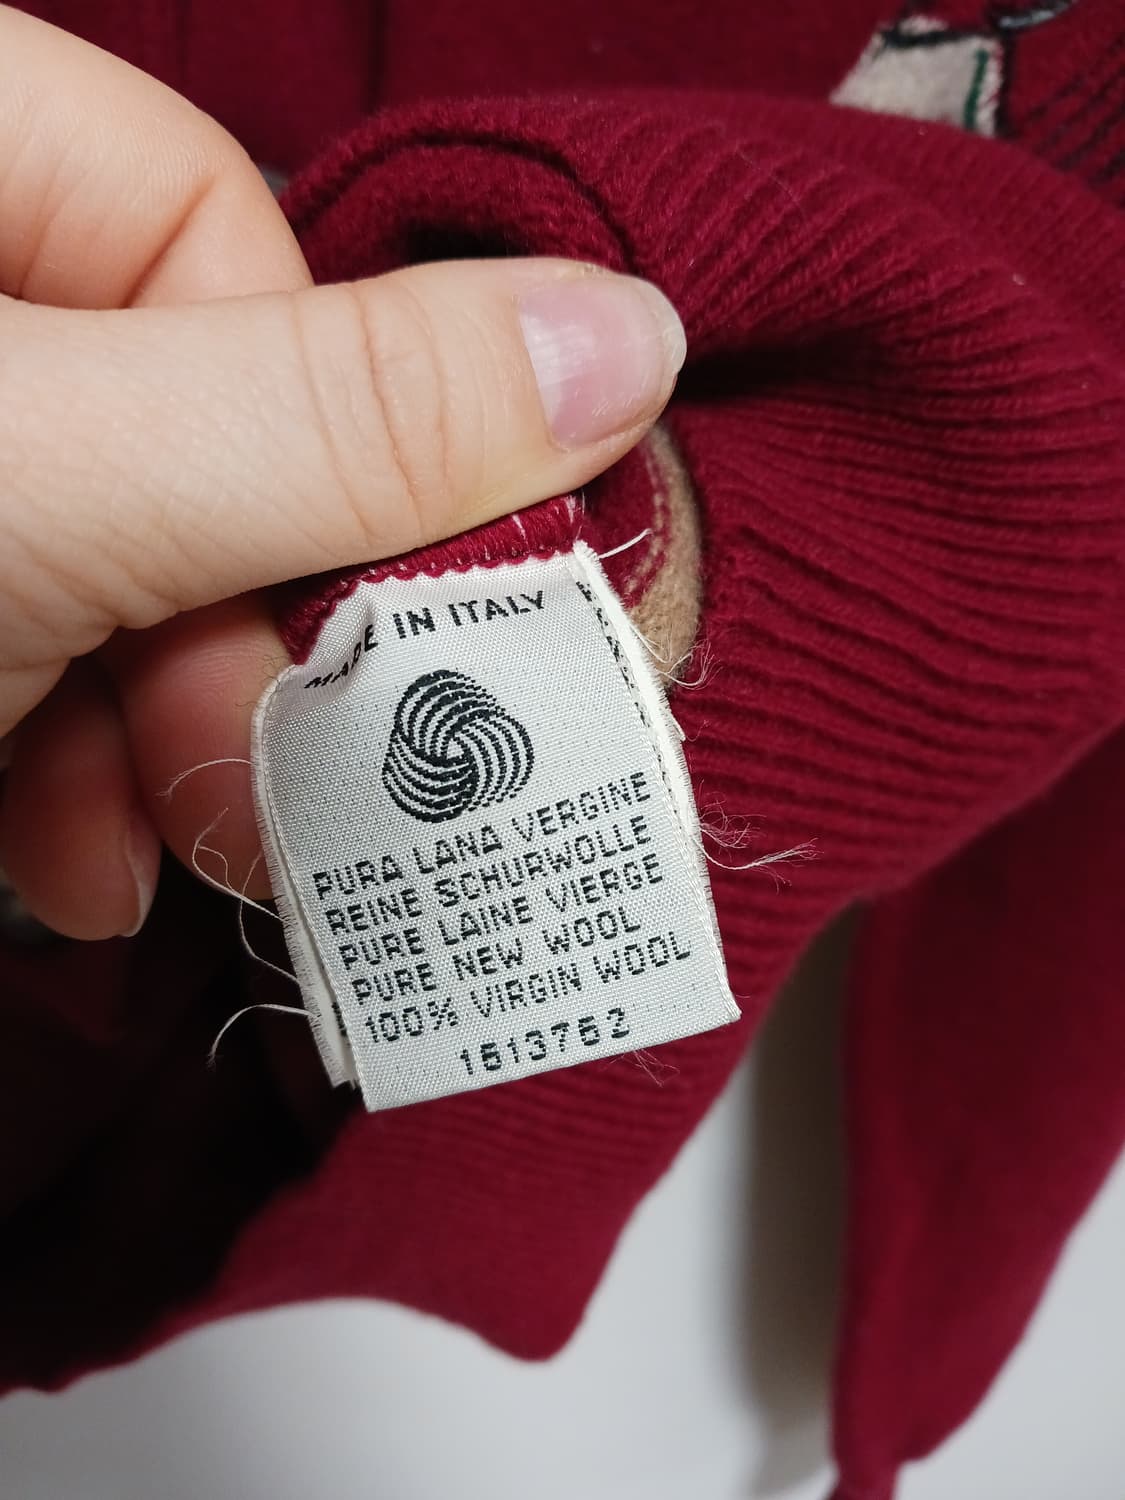 MADE IN ITALY
PURA LANA VERGINE
REINE SCHURWOLLE
PURE LAINE VIERGE
PURE NEW WOOL
100% VIRGIN WOOL
1613762